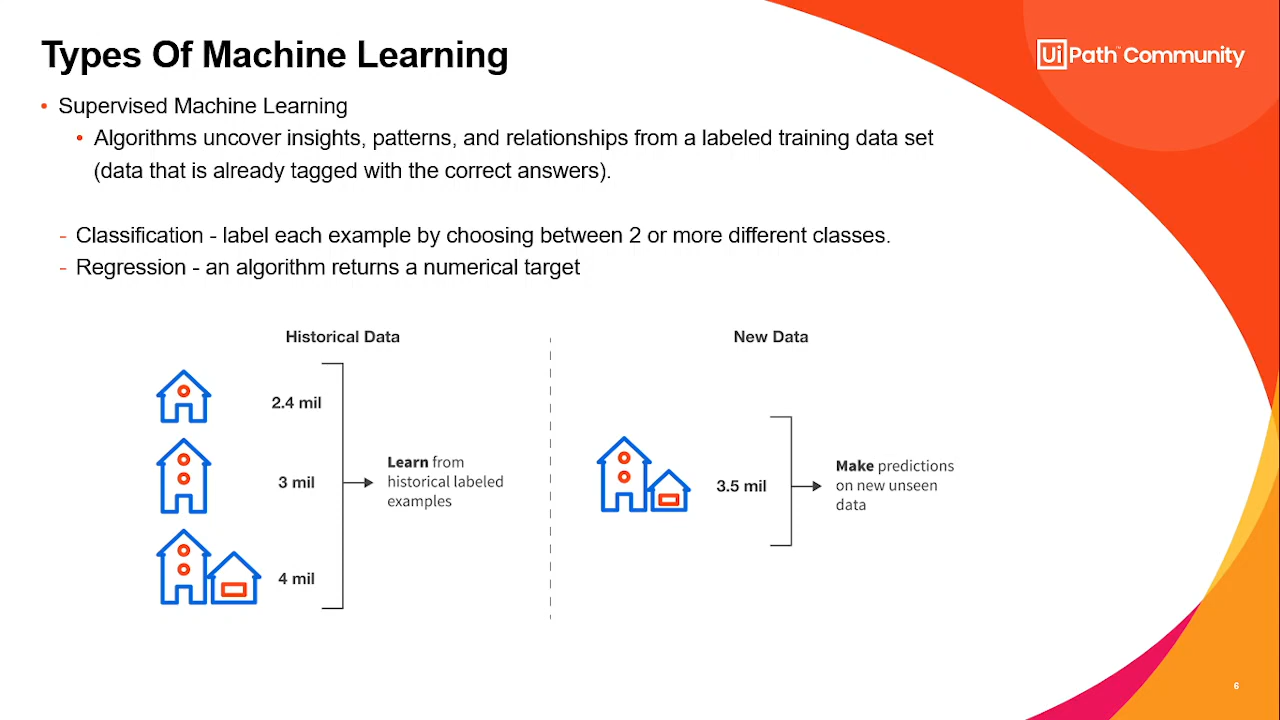 Types Of Machine Learning
UiPath Community
• Supervised Machine Learning
• Algorithms uncover insights, patterns, and relationships from a labeled training data set
(data that is already tagged with the correct answers).
- Classification - label each example by choosing between 2 or more different classes.
- Regression - an algorithm returns a numerical target
Historical Data
2.4 mil
3 mil
4 mil
Learn from
historical labeled
examples
New Data
3.5 mil
Make predictions
on new unseen
data
6